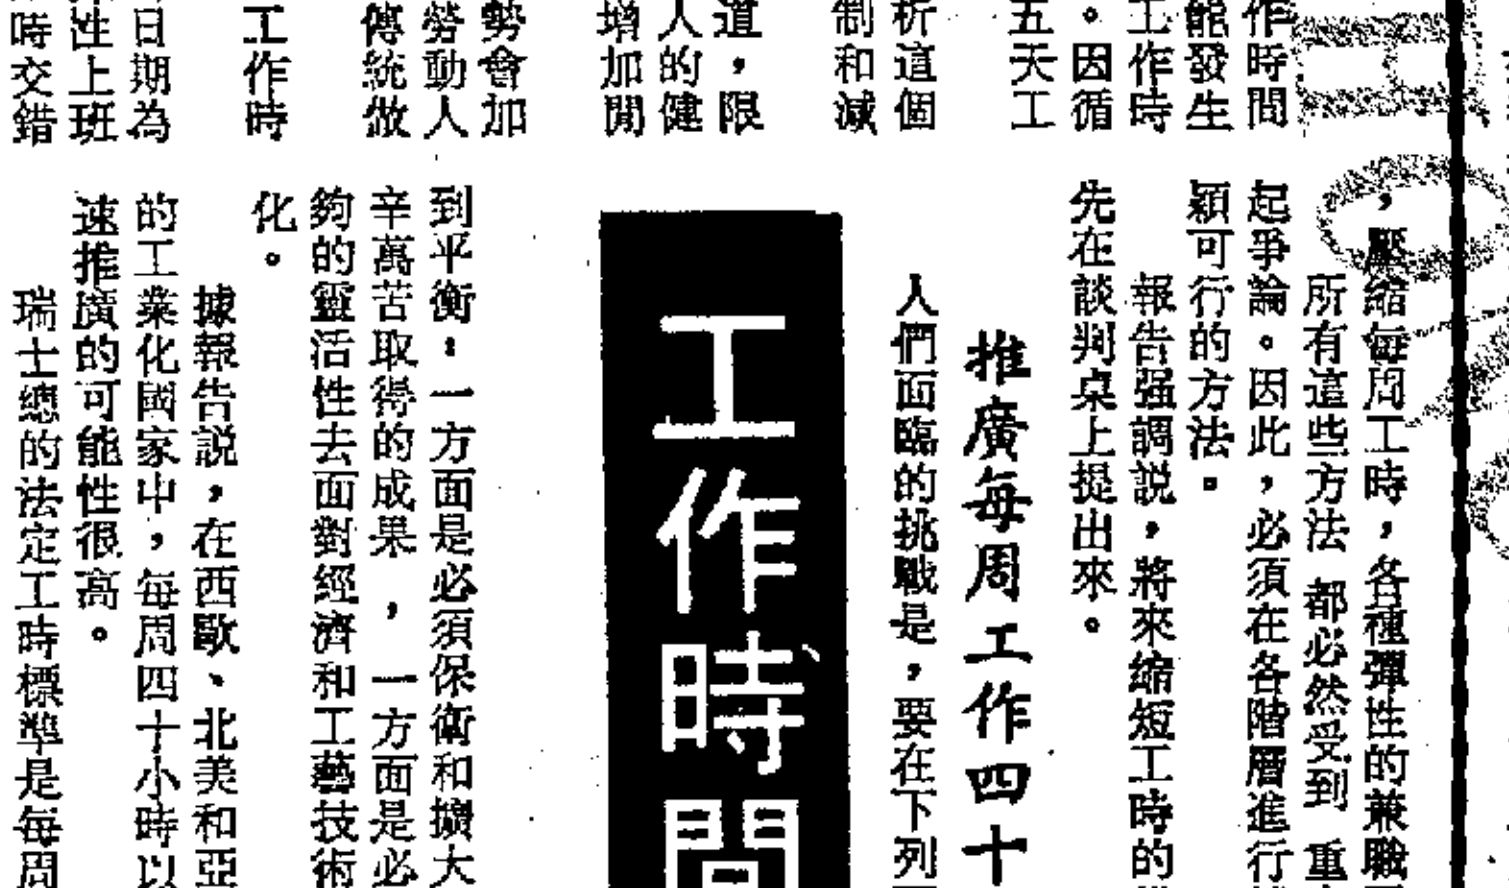 作時間
能發生
工作時
。因循
五天工
析這個
制和減
道，限
人的健
增加閒
勢會加
勞動人
傳統做
工作時
日期為
性上班
時交錯
，壓縮每周工時，各種彈性的兼職
所有這些方法 都必然受到 重
起爭論。因此，必須在各階層進行
穎可行的方法。
報告强調説，將來縮短工時的
先在談判桌上提出來。
推廣每周工作四十
人們面臨的挑戰是，要在下列
工作時間
到平衡：一方面是必須保衛和擴大
辛萬苦取得的成果，一方面是必
夠的靈活性去面對經濟和工藝技術
化。
據報告説，在西歐、北美和亞
的工業化國家中，每周四十小時以
速推廣的可能性很高。
瑞士總的法定工時標準是每周